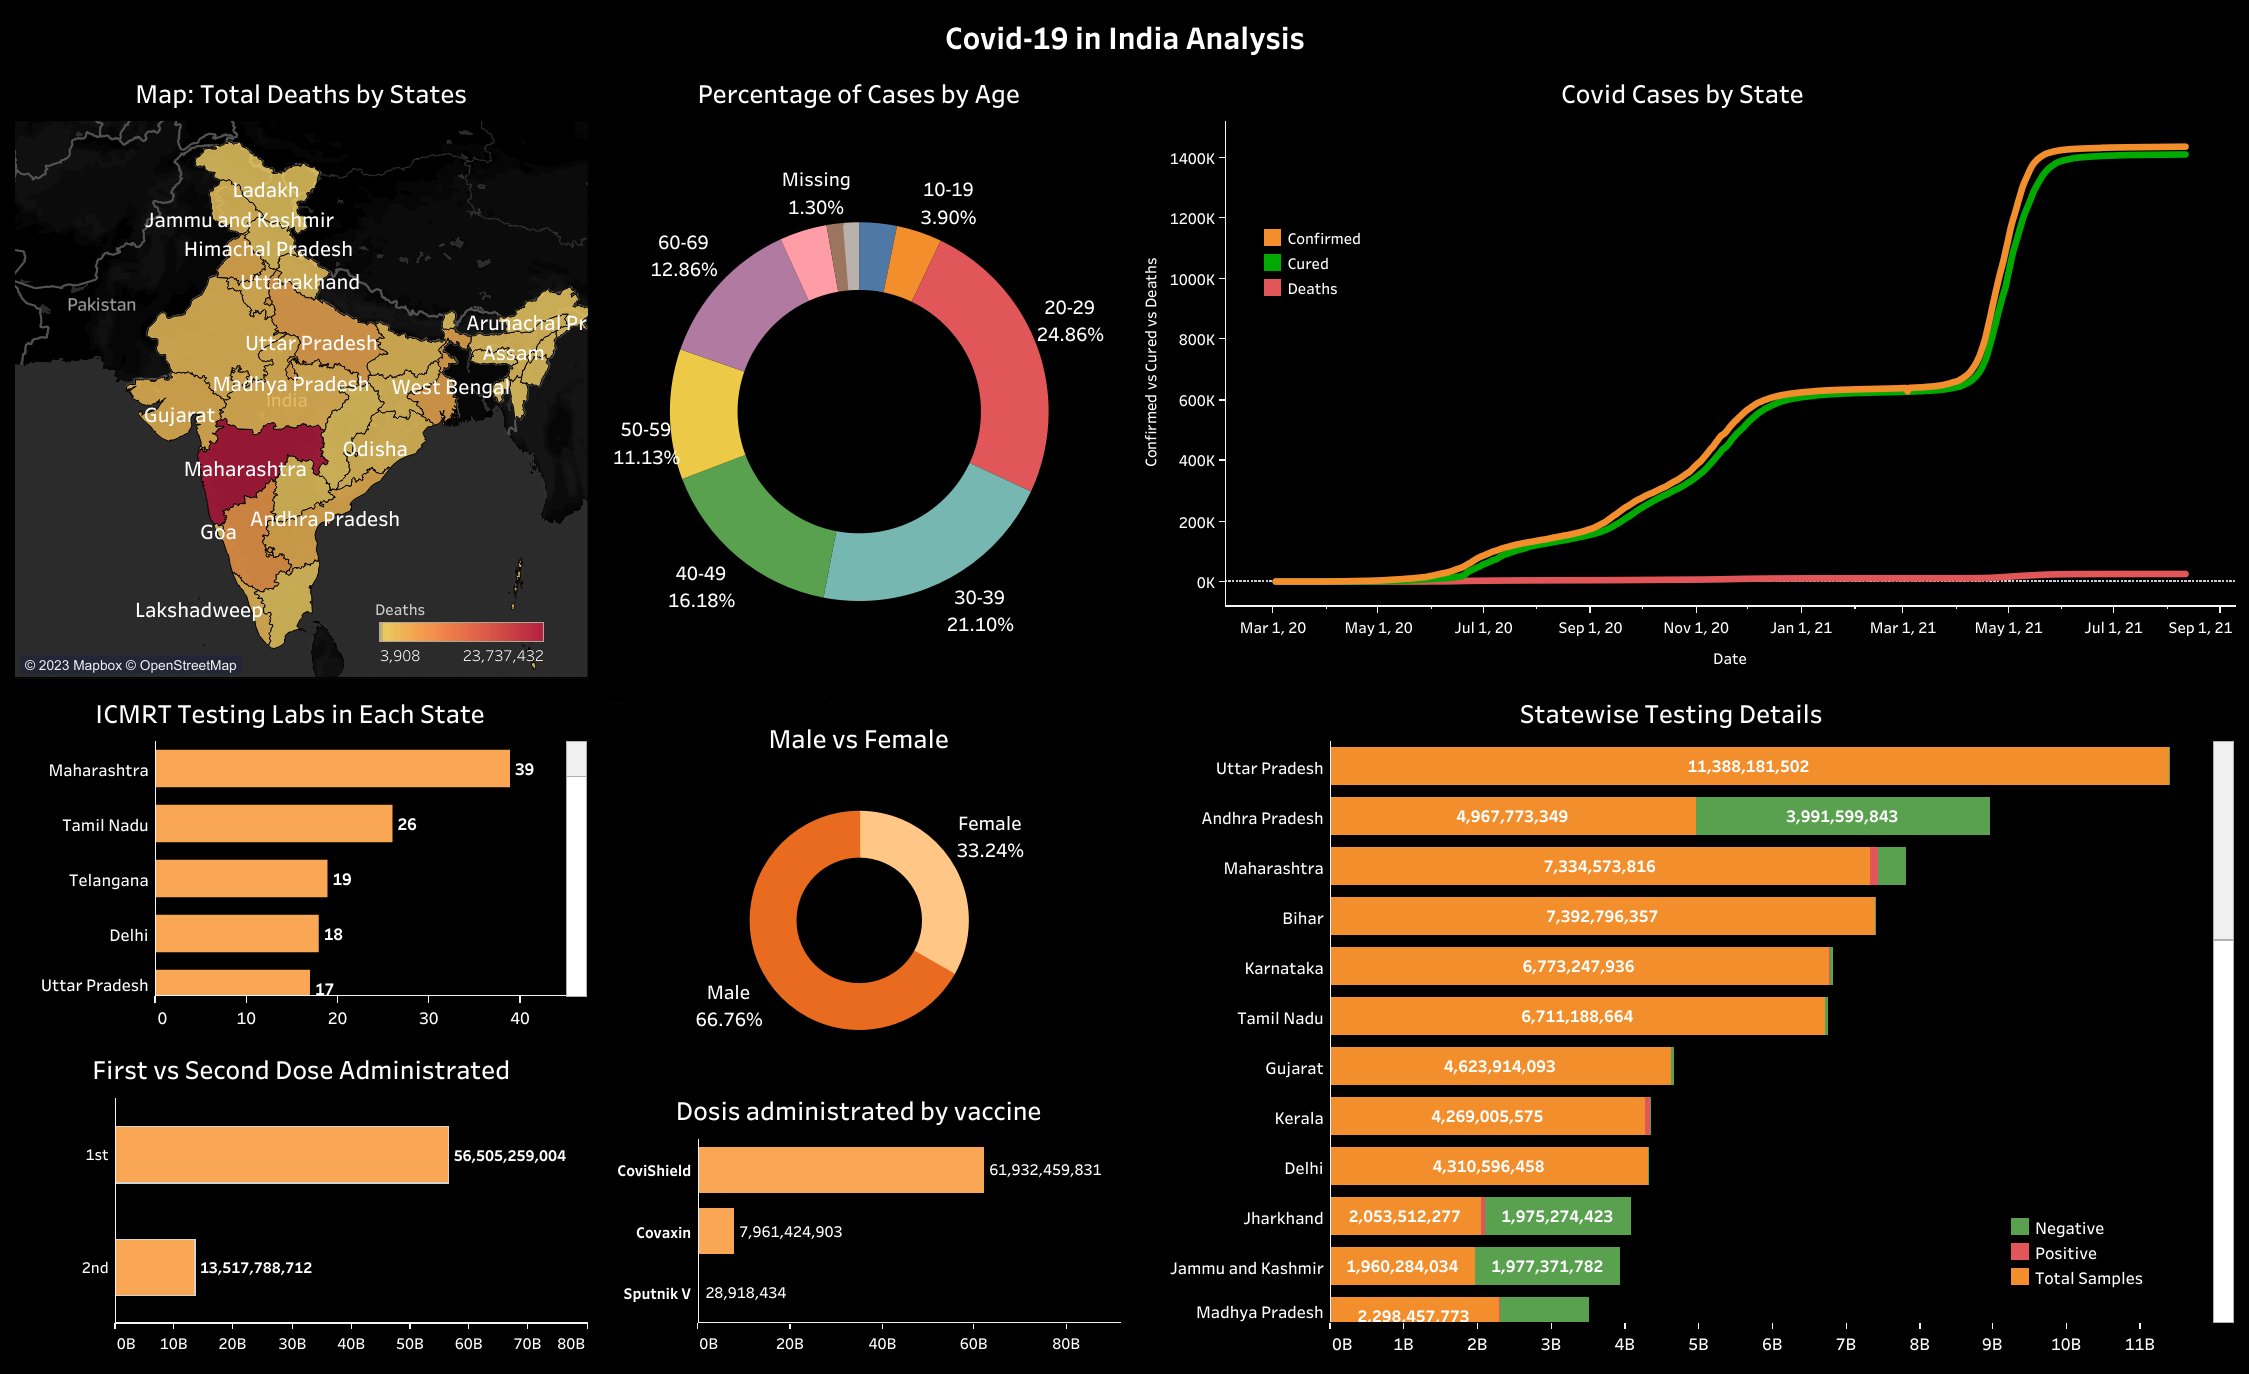 Covid-19 in India Analysis
Map: Total Deaths by States
Ladakh
Jammu and Kashmir
Himachal Pradesh
Uttarakhand
Pakistan
Arunachal Pr
Uttar Pradesh
Assam
Madhya Pradesh
West Bengal
India
Gujarat
Odisha
Maharashtra
Andhra Pradesh
Goa
Lakshadweep
Deaths
3,908
23,737,432
© 2023 Mapbox © OpenStreetMap
Percentage of Cases by Age
Missing
1.30%
10-19
3.90%
60-69
12.86%
20-29
24.86%
50-59
11.13%
40-49
16.18%
30-39
21.10%
Covid Cases by State
Confirmed vs Cured vs Deaths
1400K
1200K
1000K
800K
600K
400K
200K
0K
Confirmed
Cured
Deaths
Mar 1, 20
May 1, 20
Jul 1, 20
Sep 1, 20
Nov 1, 20
Jan 1, 21
Mar 1, 21
May 1, 21
Jul 1, 21
Sep 1, 21
Date
ICMRT Testing Labs in Each State
Maharashtra
39
Tamil Nadu
26
Telangana
19
Delhi
18
Uttar Pradesh
17
0
10
20
30
40
First vs Second Dose Administrated
1st
56,505,259,004
2nd
13,517,788,712
0B
10B
20B
30B
40B
50B
60B
70B
80B
Male vs Female
Female
33.24%
Male
66.76%
Dosis administrated by vaccine
CoviShield
61,932,459,831
Covaxin
7,961,424,903
Sputnik V
28,918,434
0B
20B
40B
60B
80B
Statewise Testing Details
Uttar Pradesh
11,388,181,502
Andhra Pradesh
4,967,773,349
3,991,599,843
Maharashtra
7,334,573,816
Bihar
7,392,796,357
Karnataka
6,773,247,936
Tamil Nadu
6,711,188,664
Gujarat
4,623,914,093
Kerala
4,269,005,575
Delhi
4,310,596,458
Jharkhand
2,053,512,277
1,975,274,423
Jammu and Kashmir
1,960,284,034
1,977,371,782
Madhya Pradesh
2,298,457,773
Negative
Positive
Total Samples
0B
1B
2B
3B
4B
5B
6B
7B
8B
9B
10B
11B